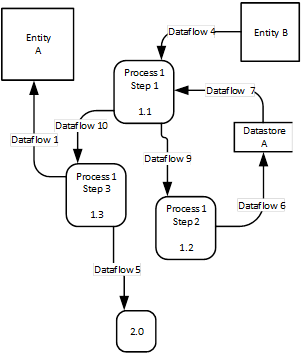 Entity
A
Dataflow 4
Entity B
Process 1
Step 1
1.1
Dataflow 7
Dataflow 10
Datastore
A
Dataflow 1
Dataflow 9
Process 1
Step 3
1.3
Process 1
Step 2
1.2
Dataflow 6
Dataflow 5
2.0